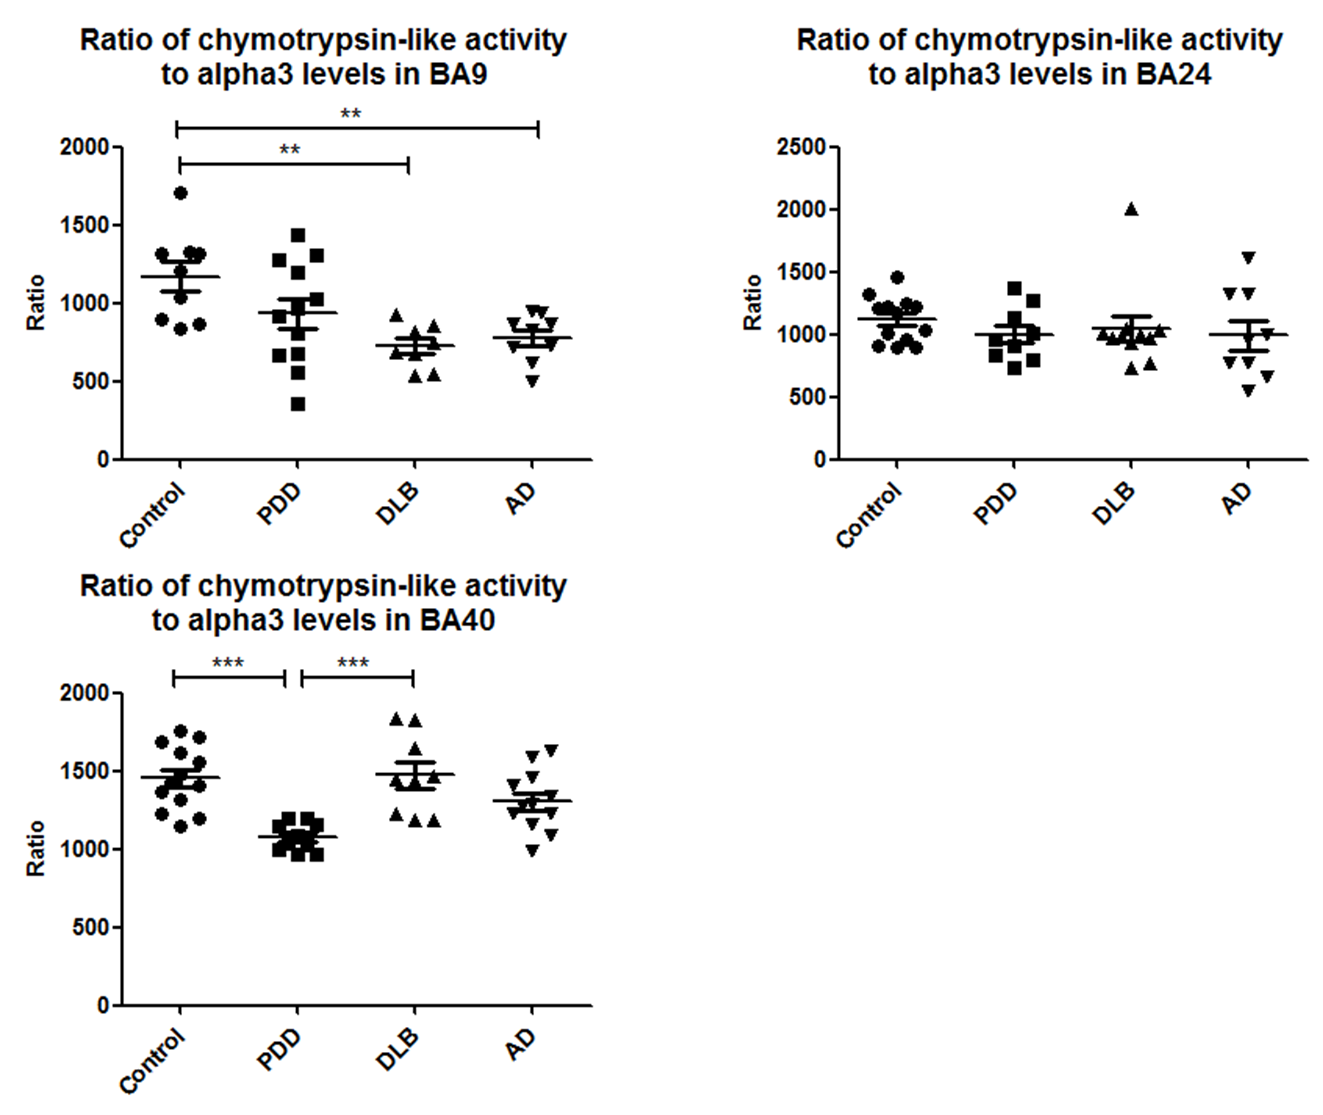 Ratio of chymotrypsin-like activity
to alpha3 levels in BA9
**
**
2000
1500
1000
500
0
Ratio
Control
PDD
DLB
AD
Ratio of chymotrypsin-like activity
to alpha3 levels in BA24
2500
2000
1500
1000
500
0
Ratio
Control
PDD
DLB
AD
Ratio of chymotrypsin-like activity
to alpha3 levels in BA40
*** ***
2000
1500
1000
500
0
Ratio
Control
PDD
DLB
AD